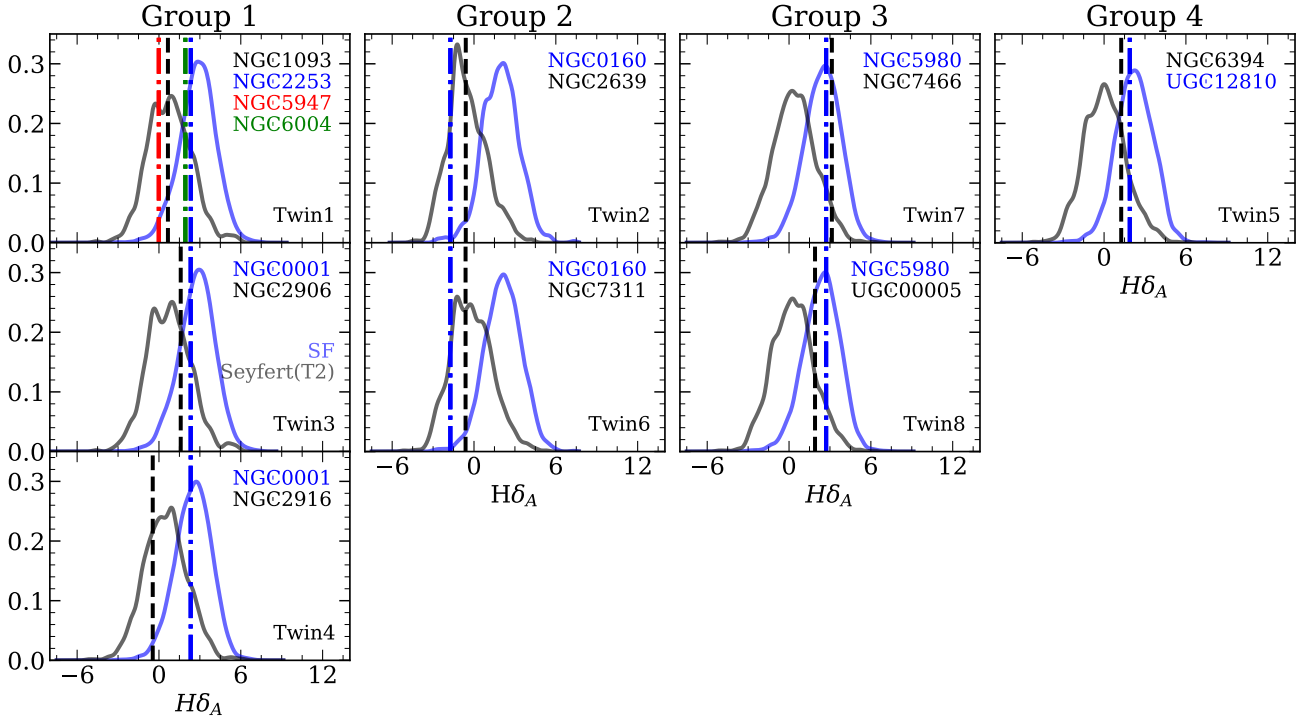 Group 1
Group 2
Group 3
Group 4
0.3
0.2
0.1
0.0
NGC1093
NGC2253
NGC5947
NGC6004
Twin1
NGC0160
NGC2639
Twin2
NGC5980
NGC7466
Twin7
NGC6394
UGC12810
Twin5
−6
0
6
12
Hδ_A
0.3
0.2
0.1
0.0
NGC0001
NGC2906
SF
Seyfert(T2)
Twin3
NGC0160
NGC7311
Twin6
−6
0
6
12
Hδ_A
NGC5980
UGC00005
Twin8
−6
0
6
12
Hδ_A
0.3
0.2
0.1
0.0
NGC0001
NGC2916
Twin4
−6
0
6
12
Hδ_A